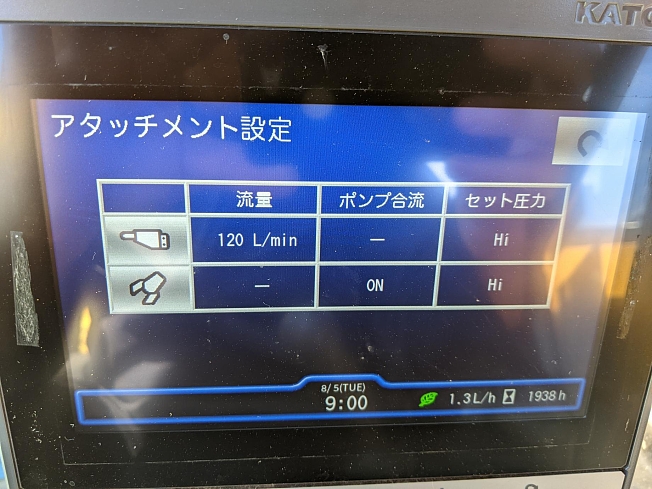 KATO
アタッチメント設定
流量 ポンプ合流 セット圧力
120 L/min — Hi
— ON Hi
8/5(TUE)
9:00
1.3L/h 1938h